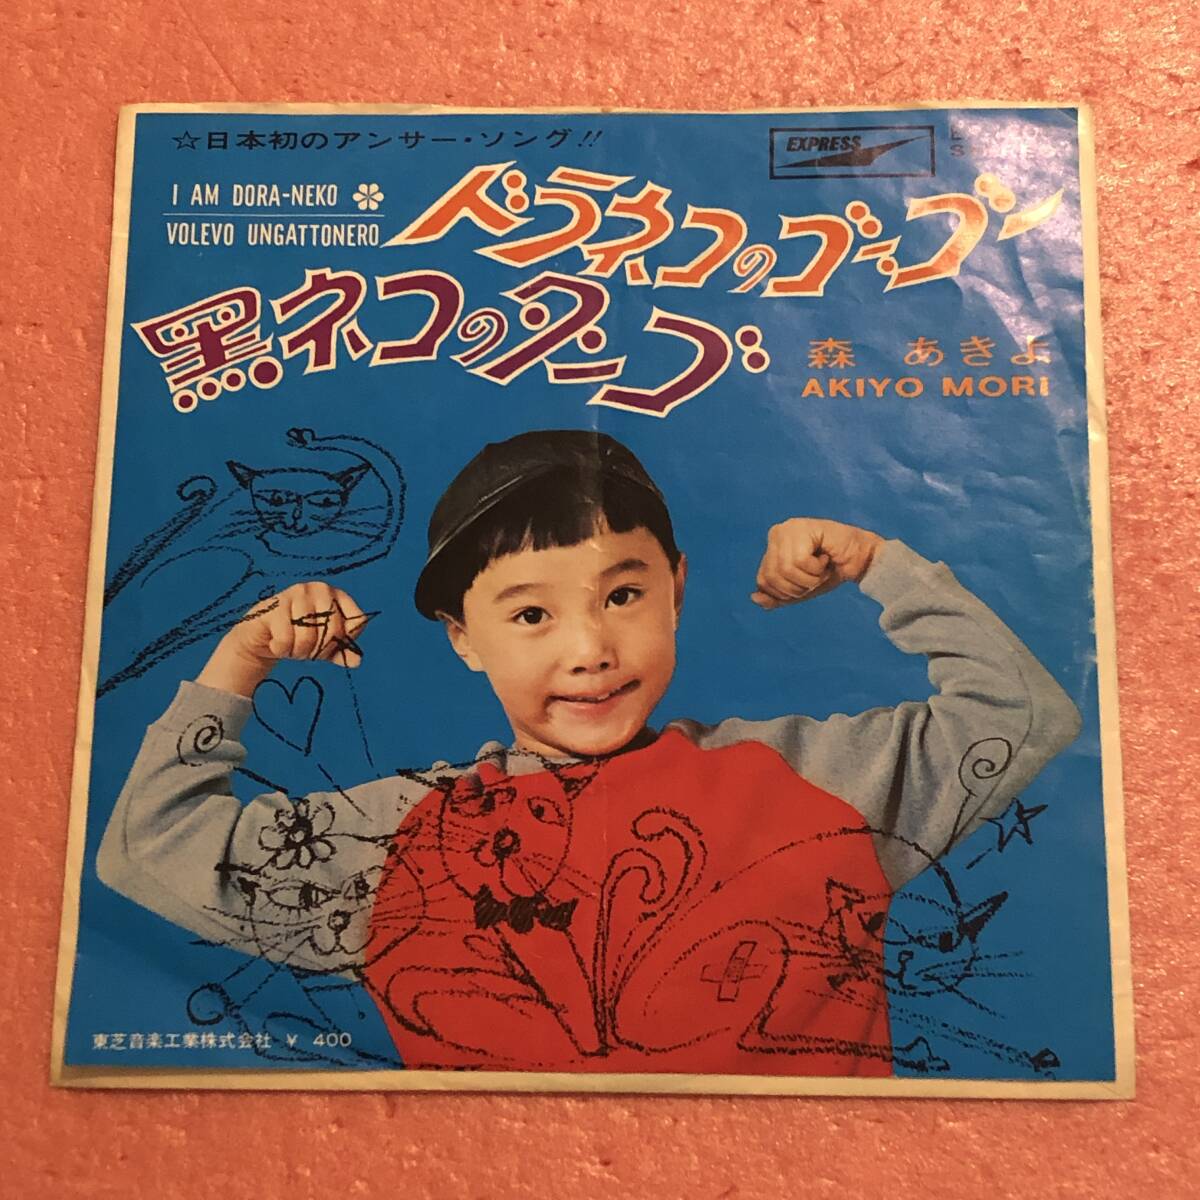 ☆日本初のアンサー・ソング!!
EXPRESS
I AM DORA-NEKO
VOLEVO UNGATTONERO
ドラネコのゴーゴー
黒ネコのタンゴ
森 あきよ
AKIYO MORI
東芝音楽工業株式会社 ¥ 400